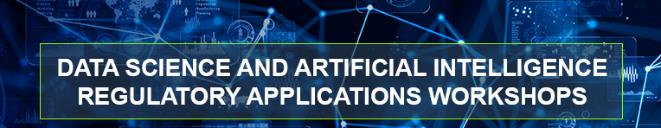 DATA SCIENCE AND ARTIFICIAL INTELLIGENCE
REGULATORY APPLICATIONS WORKSHOPS